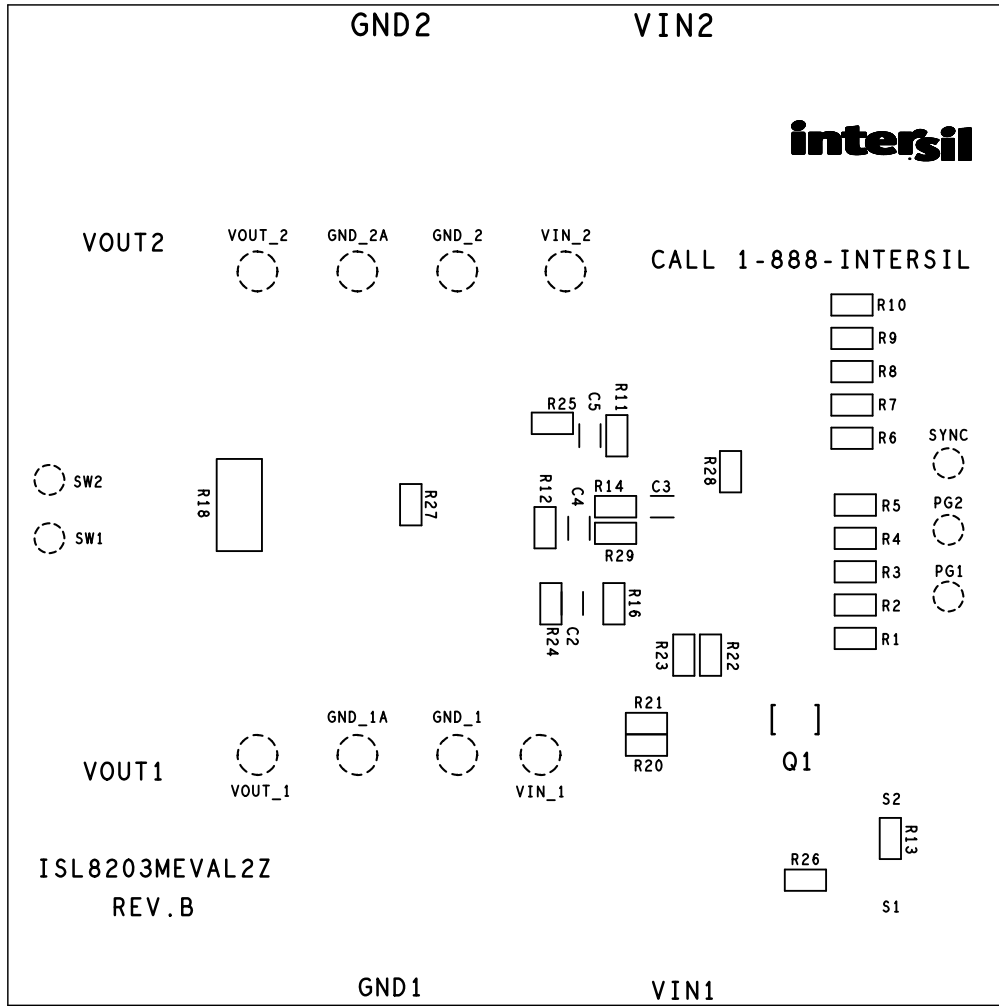 GND2
VIN2
intersil
VOUT2
VOUT_2
GND_2A
GND_2
VIN_2
CALL 1-888-INTERSIL
R10
R9
R8
R7
R6
R25
C5
R11
SYNC
SW2
R18
R27
R12
C4
R14
C3
R28
PG2
R5
SW1
R4
R29
R3
PG1
R2
R24
C2
R16
R1
R23
R22
R21
GND_1A
GND_1
R20
Q1
VOUT1
VOUT_1
VIN_1
S2
R13
ISL8203MEVAL2Z
R26
REV.B
S1
GND1
VIN1